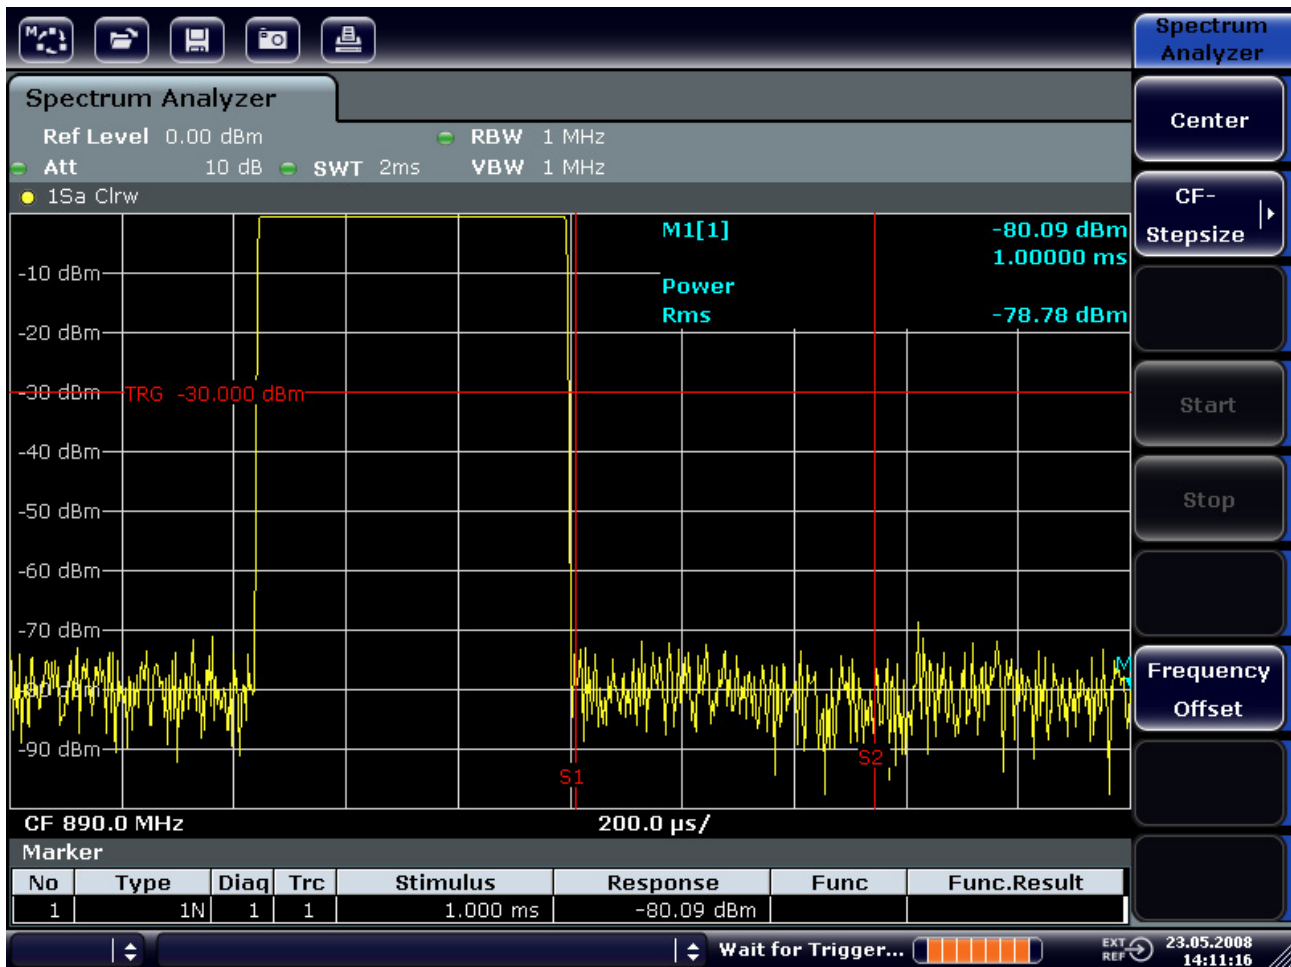 M
Spectrum Analyzer
Spectrum Analyzer
Ref Level 0.00 dBm RBW 1 MHz
Att 10 dB SWT 2ms VBW 1 MHz
1Sa Clrw
M1[1] -80.09 dBm
1.00000 ms
Power
Rms -78.78 dBm
-10 dBm
-20 dBm
-30 dBm TRG -30.000 dBm
-40 dBm
-50 dBm
-60 dBm
-70 dBm
-80 dBm
-90 dBm
S1
S2
CF 890.0 MHz 200.0 µs/
Marker
No Type Diag Trc Stimulus Response Func Func.Result
1 1N 1 1 1.000 ms -80.09 dBm
Wait for Trigger... EXT REF 23.05.2008
14:11:16
Center
CF-
Stepsize
Start
Stop
Frequency
Offset